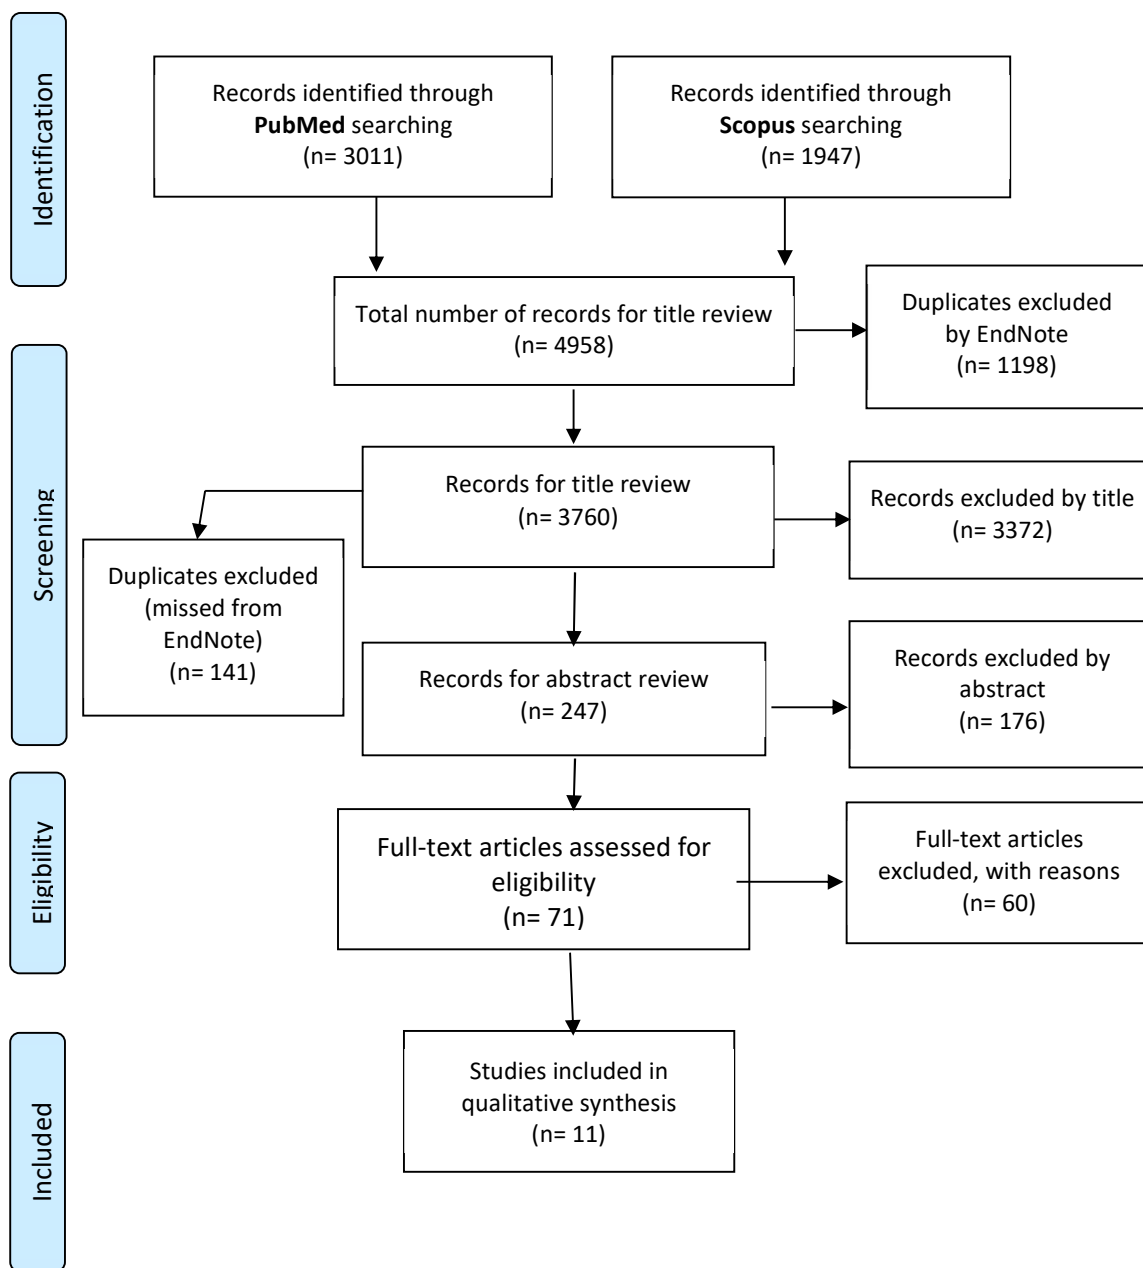 Identification
Records identified through
PubMed searching
(n= 3011)
Records identified through
Scopus searching
(n= 1947)
Total number of records for title review
(n= 4958)
Duplicates excluded
by EndNote
(n= 1198)
Screening
Records for title review
(n= 3760)
Records excluded by title
(n= 3372)
Duplicates excluded
(missed from
EndNote)
(n= 141)
Records for abstract review
(n= 247)
Records excluded by
abstract
(n= 176)
Eligibility
Full-text articles assessed for
eligibility
(n= 71)
Full-text articles
excluded, with reasons
(n= 60)
Included
Studies included in
qualitative synthesis
(n= 11)